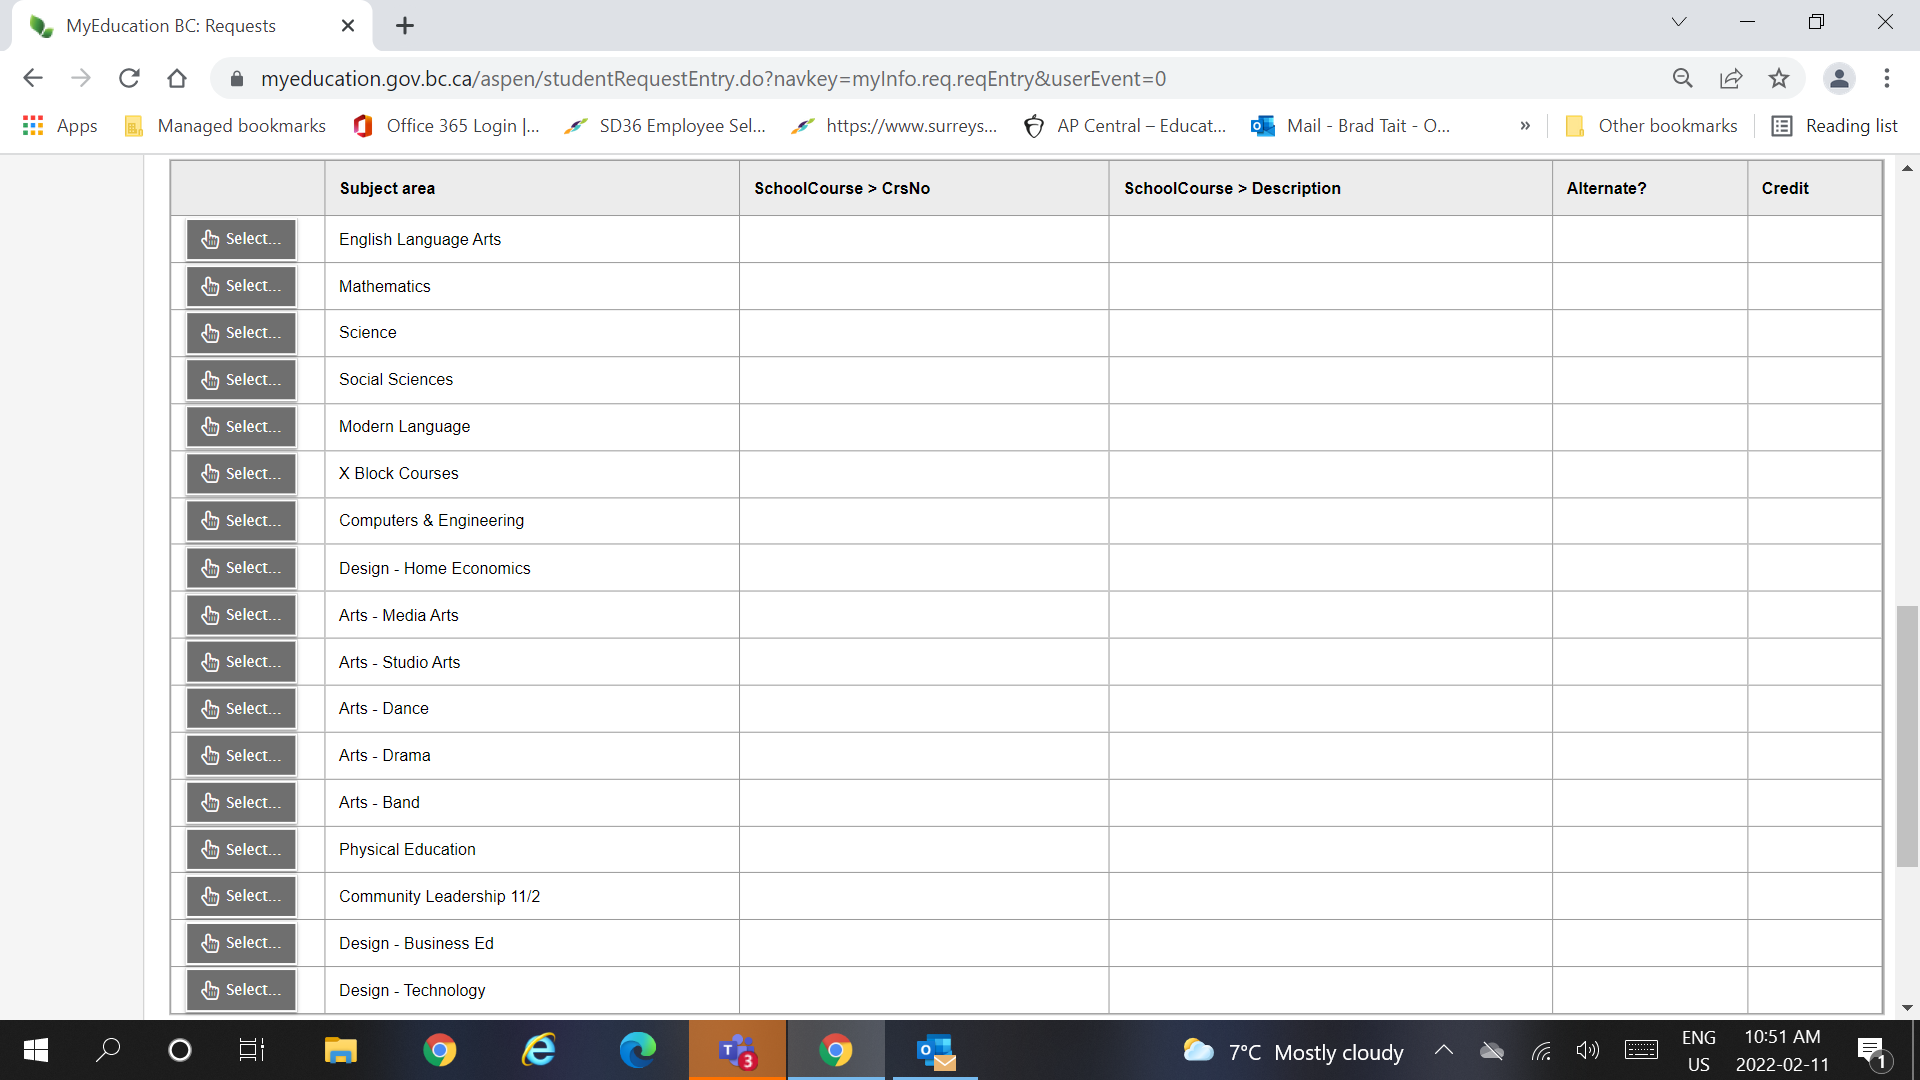 MyEducation BC: Requests
myeducation.gov.bc.ca/aspen/studentRequestEntry.do?navkey=myInfo.req.reqEntry&userEvent=0
Apps Managed bookmarks Office 365 Login |... SD36 Employee Sel... https://www.surreys... AP Central – Educat... Mail - Brad Tait - O... » Other bookmarks Reading list
Subject area SchoolCourse > CrsNo SchoolCourse > Description Alternate? Credit
Select... English Language Arts
Select... Mathematics
Select... Science
Select... Social Sciences
Select... Modern Language
Select... X Block Courses
Select... Computers & Engineering
Select... Design - Home Economics
Select... Arts - Media Arts
Select... Arts - Studio Arts
Select... Arts - Dance
Select... Arts - Drama
Select... Arts - Band
Select... Physical Education
Select... Community Leadership 11/2
Select... Design - Business Ed
Select... Design - Technology
3 7°C Mostly cloudy ENG 10:51 AM
US 2022-02-11 1